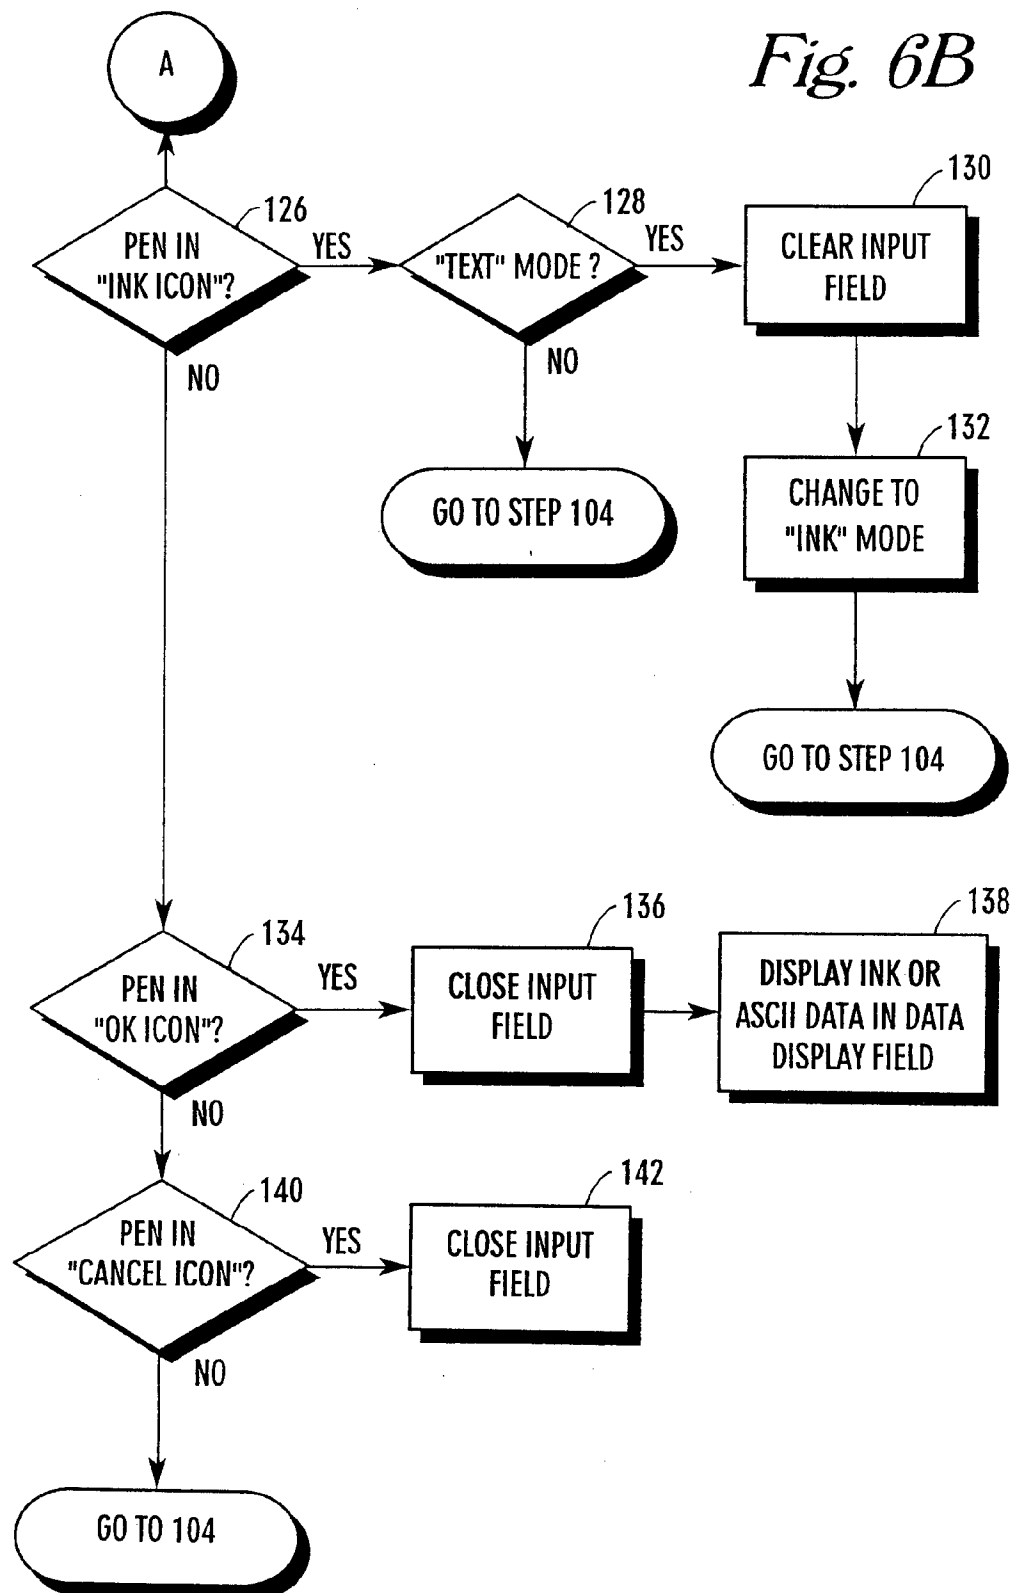 Fig. 6B
A
126
PEN IN
"INK ICON"?
YES
NO
128
"TEXT" MODE ?
YES
NO
130
CLEAR INPUT
FIELD
GO TO STEP 104
132
CHANGE TO
"INK" MODE
GO TO STEP 104
134
PEN IN
"OK ICON"?
YES
NO
136
CLOSE INPUT
FIELD
138
DISPLAY INK OR
ASCII DATA IN DATA
DISPLAY FIELD
140
PEN IN
"CANCEL ICON"?
YES
NO
142
CLOSE INPUT
FIELD
GO TO 104